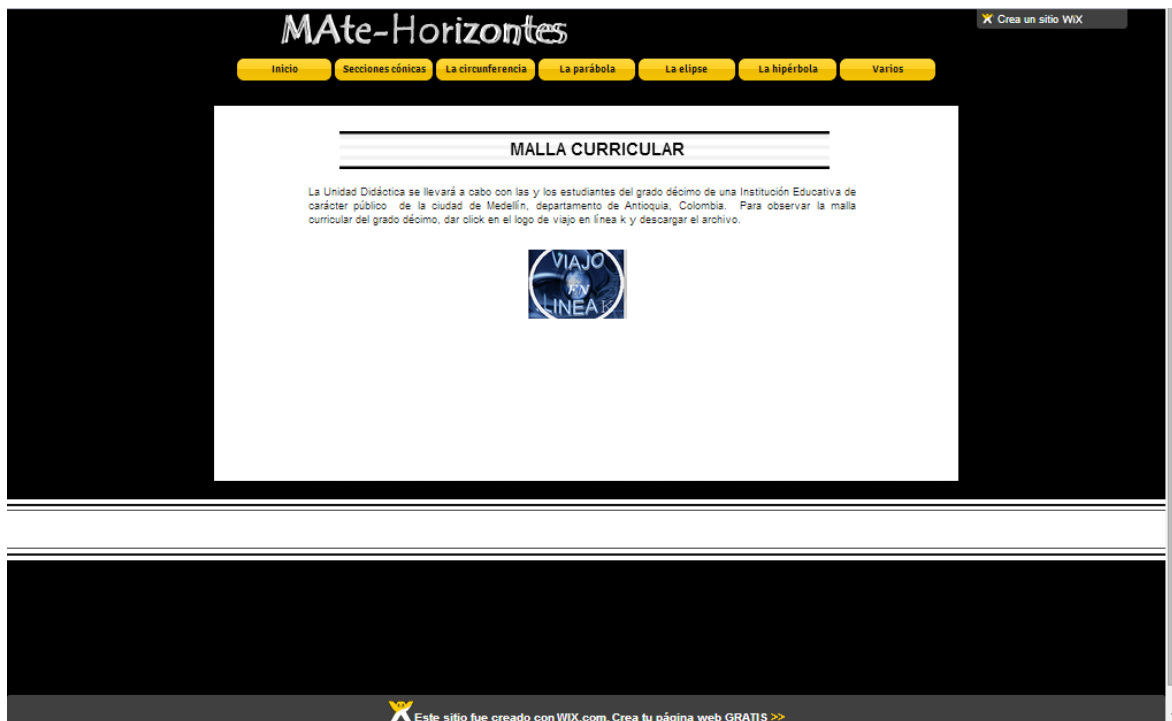 MAte-Horizontes
Crea un sitio WiX
Inicio Secciones cónicas La circunferencia La parábola La elipse La hipérbola Varios
MALLA CURRICULAR
La Unidad Didáctica se llevará a cabo con las y los estudiantes del grado décimo de una Institución Educativa de
carácter público de la ciudad de Medellín, departamento de Antioquia, Colombia. Para observar la malla
curricular del grado décimo, dar click en el logo de viajo en línea k y descargar el archivo.
VIAJO
EN
LINEA K
Este sitio fue creado con WIX.com. Crea tu página web GRATIS >>